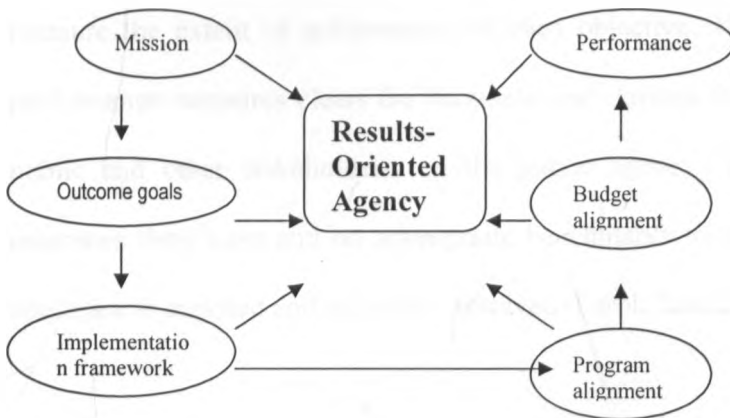 Mission
Performance
Results-
Oriented
Agency
Outcome goals
Budget
alignment
Implementatio
n framework
Program
alignment